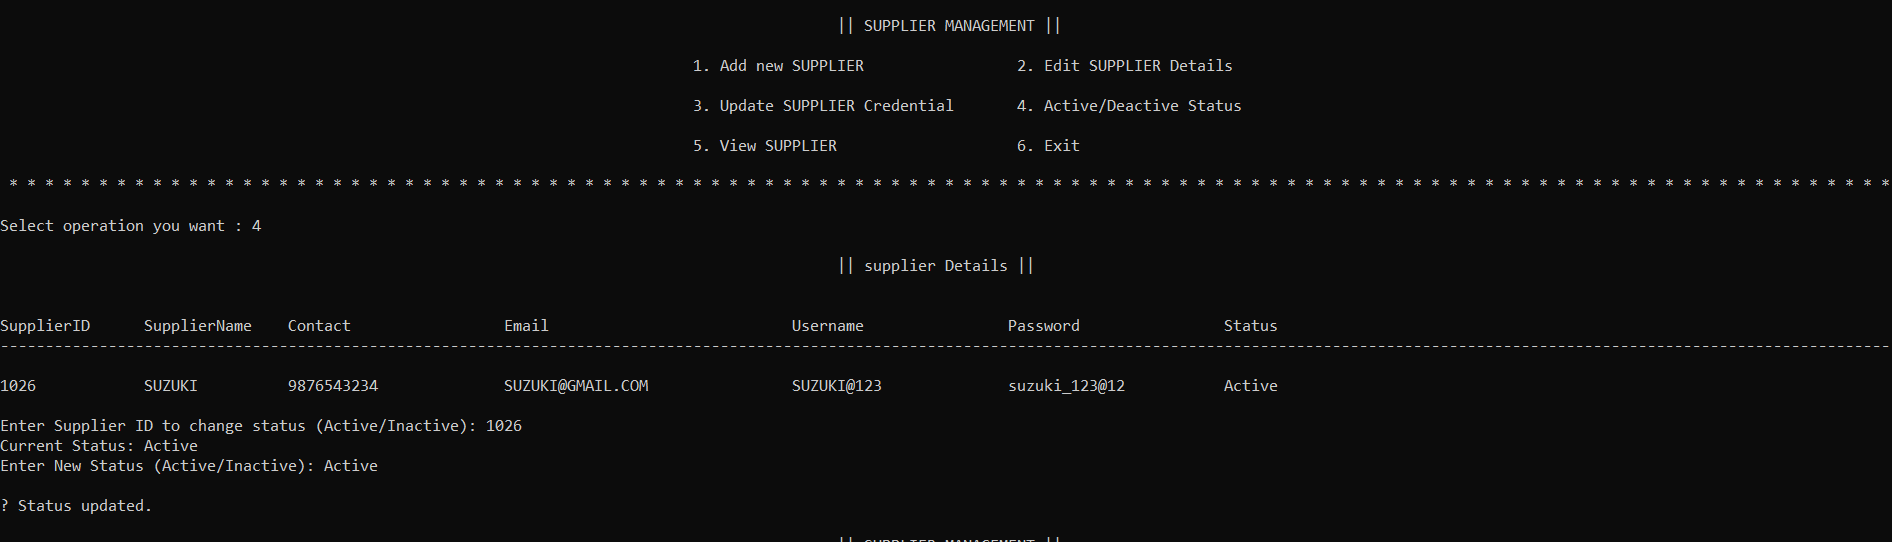 || SUPPLIER MANAGEMENT ||
1. Add new SUPPLIER 2. Edit SUPPLIER Details
3. Update SUPPLIER Credential 4. Active/Deactive Status
5. View SUPPLIER 6. Exit
* * * * * * * * * * * * * * * * * * * * * * * * * * * * * * * * * * * * * * * * * * * * * * * * * * * * * * * * * * * * * * * * * * * * * * * * * * * * * * * * * * * * * * * * * * * * * * * * * * * * * * * * *
Select operation you want : 4
|| supplier Details ||
SupplierID SupplierName Contact Email Username Password Status
------------------------------------------------------------------------------------------------------------------------------------------------------------------------------------------------------------------
1026 SUZUKI 9876543234 SUZUKI@GMAIL.COM SUZUKI@123 suzuki_123@12 Active
Enter Supplier ID to change status (Active/Inactive): 1026
Current Status: Active
Enter New Status (Active/Inactive): Active
? Status updated.
|| SUPPLIER MANAGEMENT ||